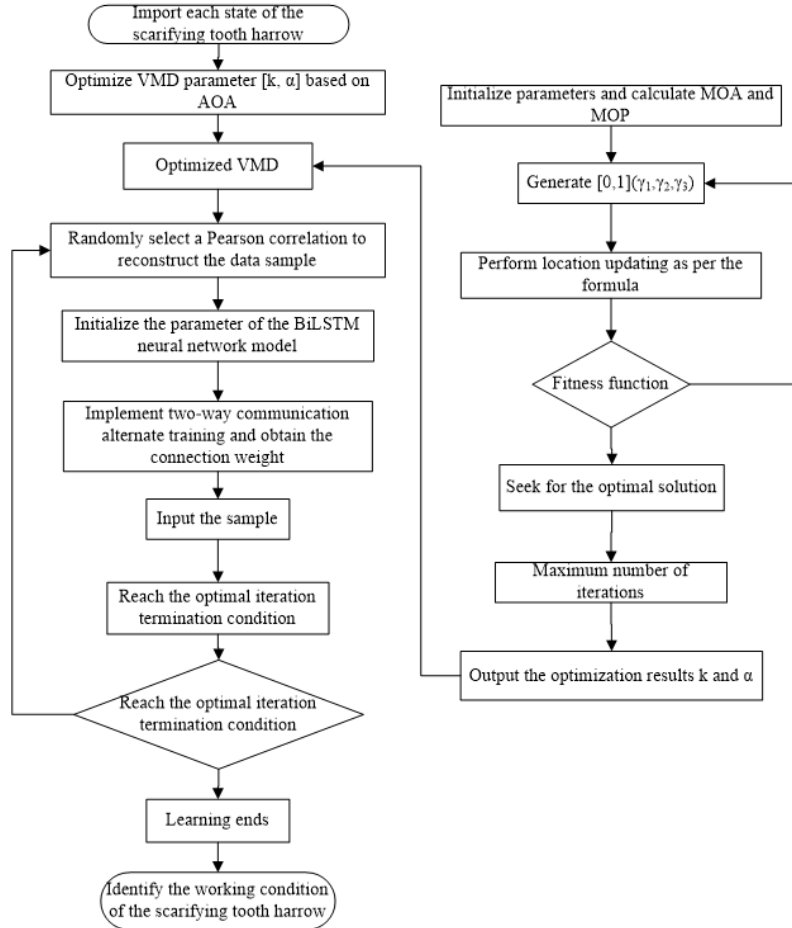 Import each state of the
scarifying tooth harrow
Optimize VMD parameter [k, α] based on
AOA
Optimized VMD
Randomly select a Pearson correlation to
reconstruct the data sample
Initialize the parameter of the BiLSTM
neural network model
Implement two-way communication
alternate training and obtain the
connection weight
Input the sample
Reach the optimal iteration
termination condition
Reach the optimal iteration
termination condition
Learning ends
Identify the working condition
of the scarifying tooth harrow
Initialize parameters and calculate MOA and
MOP
Generate [0,1](γ₁,γ₂,γ₃)
Perform location updating as per the
formula
Fitness function
Seek for the optimal solution
Maximum number of
iterations
Output the optimization results k and α